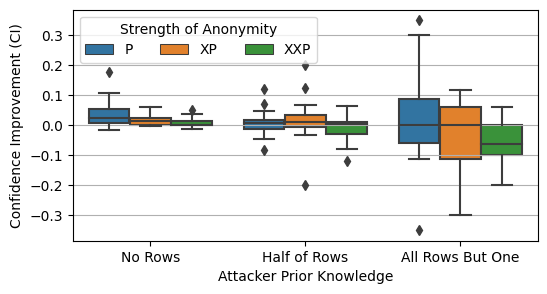 Strength of Anonymity
P XP XXP
Confidence Improvement (CI)
0.3
0.2
0.1
0.0
−0.1
−0.2
−0.3
No Rows Half of Rows All Rows But One
Attacker Prior Knowledge